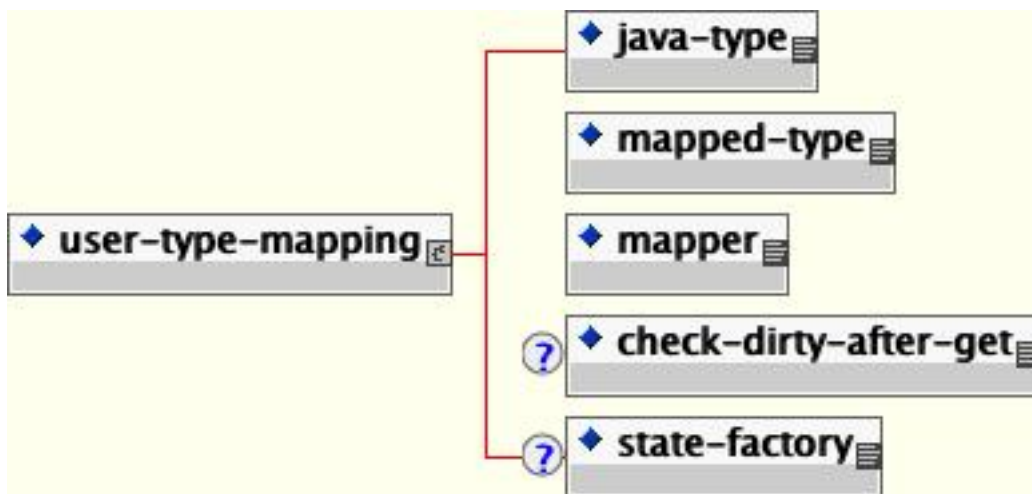 java-type
mapped-type
user-type-mapping
mapper
? check-dirty-after-get
? state-factory